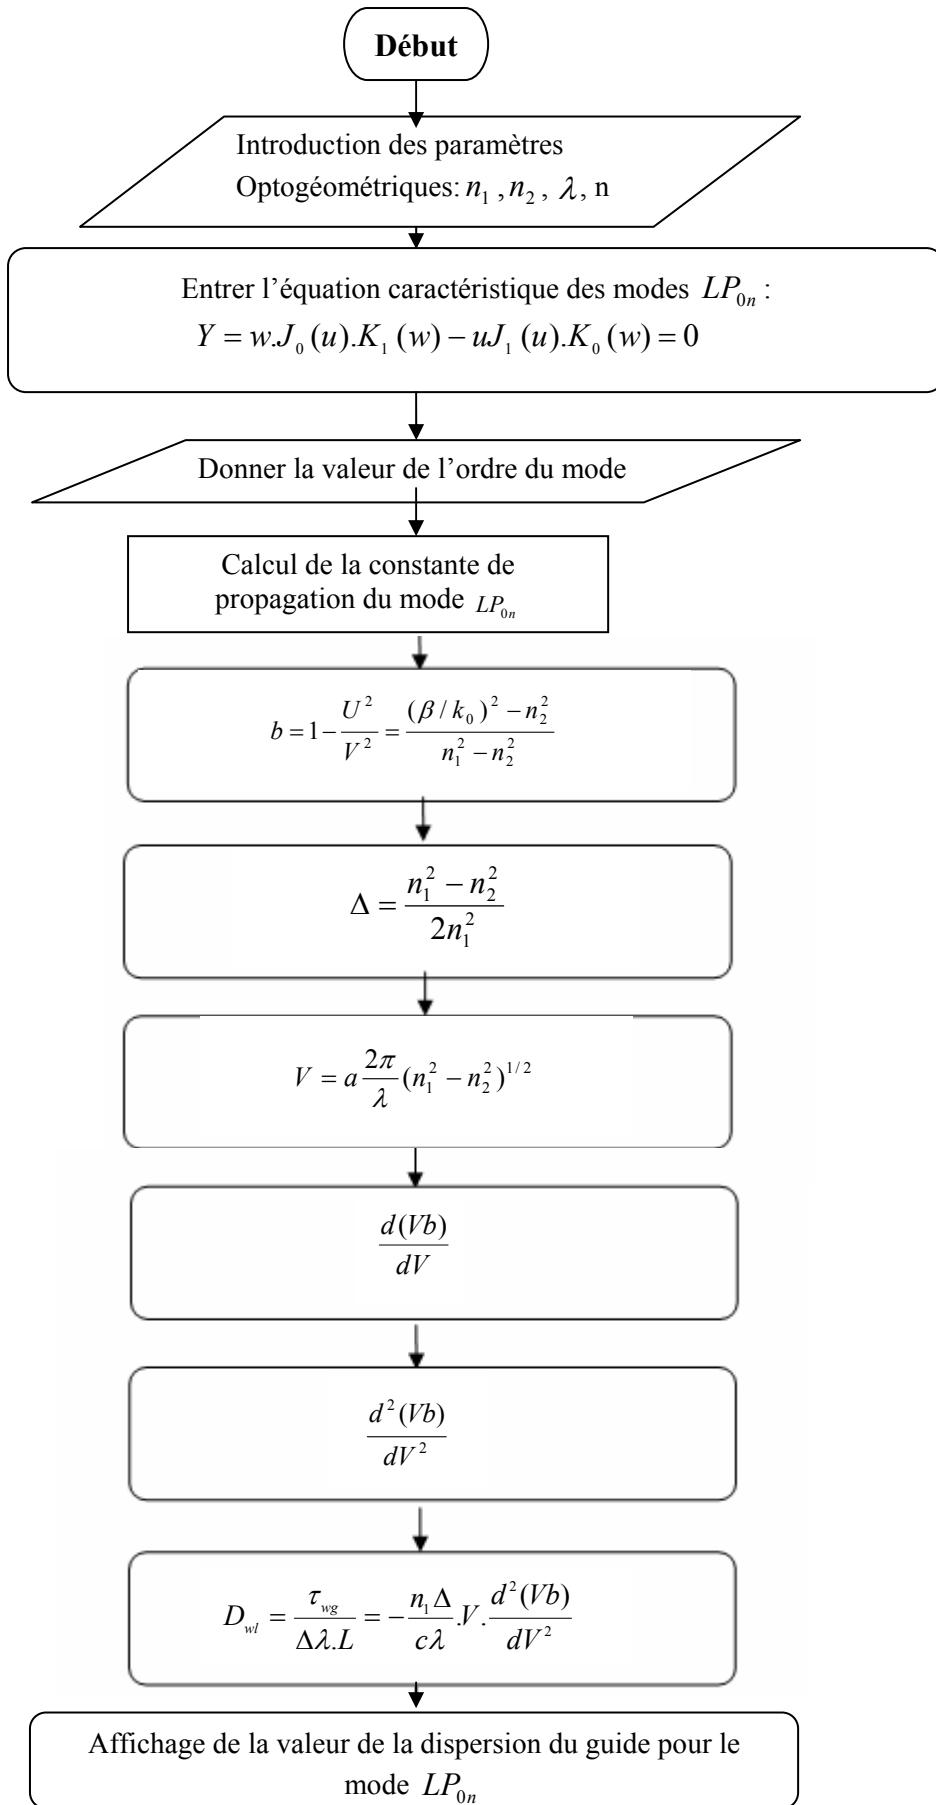 Début
Introduction des paramètres
Optogéométriques: n₁ , n₂ , λ, n
Entrer l’équation caractéristique des modes LP₀ₙ :
Y = w.J₀(u).K₁(w) − uJ₁(u).K₀(w) = 0
Donner la valeur de l’ordre du mode
Calcul de la constante de
propagation du mode LP₀ₙ
b = 1 − U²/V² = ((β / k₀)² − n₂²)/(n₁² − n₂²)
Δ = (n₁² − n₂²)/(2n₁²)
V = a (2π/λ) (n₁² − n₂²)^(1/2)
d(Vb)/dV
d²(Vb)/dV²
D_wl = τ_wg/(Δλ.L) = − (n₁Δ/cλ).V. d²(Vb)/dV²
Affichage de la valeur de la dispersion du guide pour le
mode LP₀ₙ